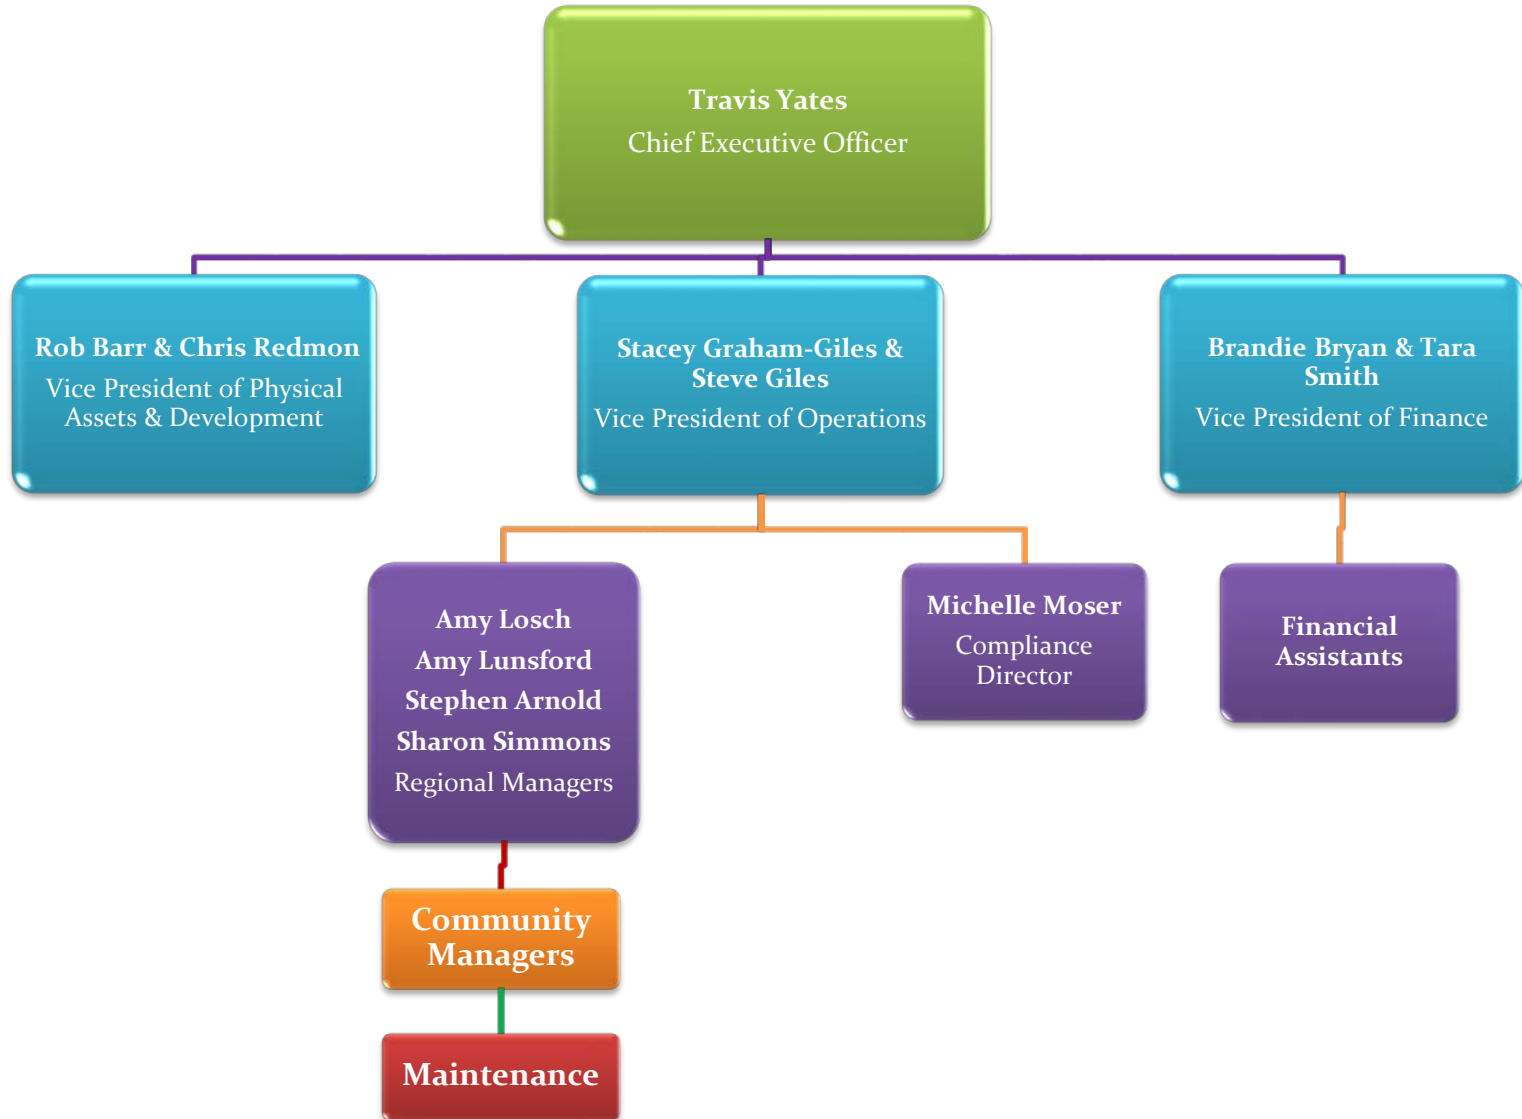 Travis Yates
Chief Executive Officer
Rob Barr & Chris Redmon
Vice President of Physical
Assets & Development
Stacey Graham-Giles &
Steve Giles
Vice President of Operations
Brandie Bryan & Tara
Smith
Vice President of Finance
Amy Losch
Amy Lunsford
Stephen Arnold
Sharon Simmons
Regional Managers
Michelle Moser
Compliance
Director
Financial
Assistants
Community
Managers
Maintenance